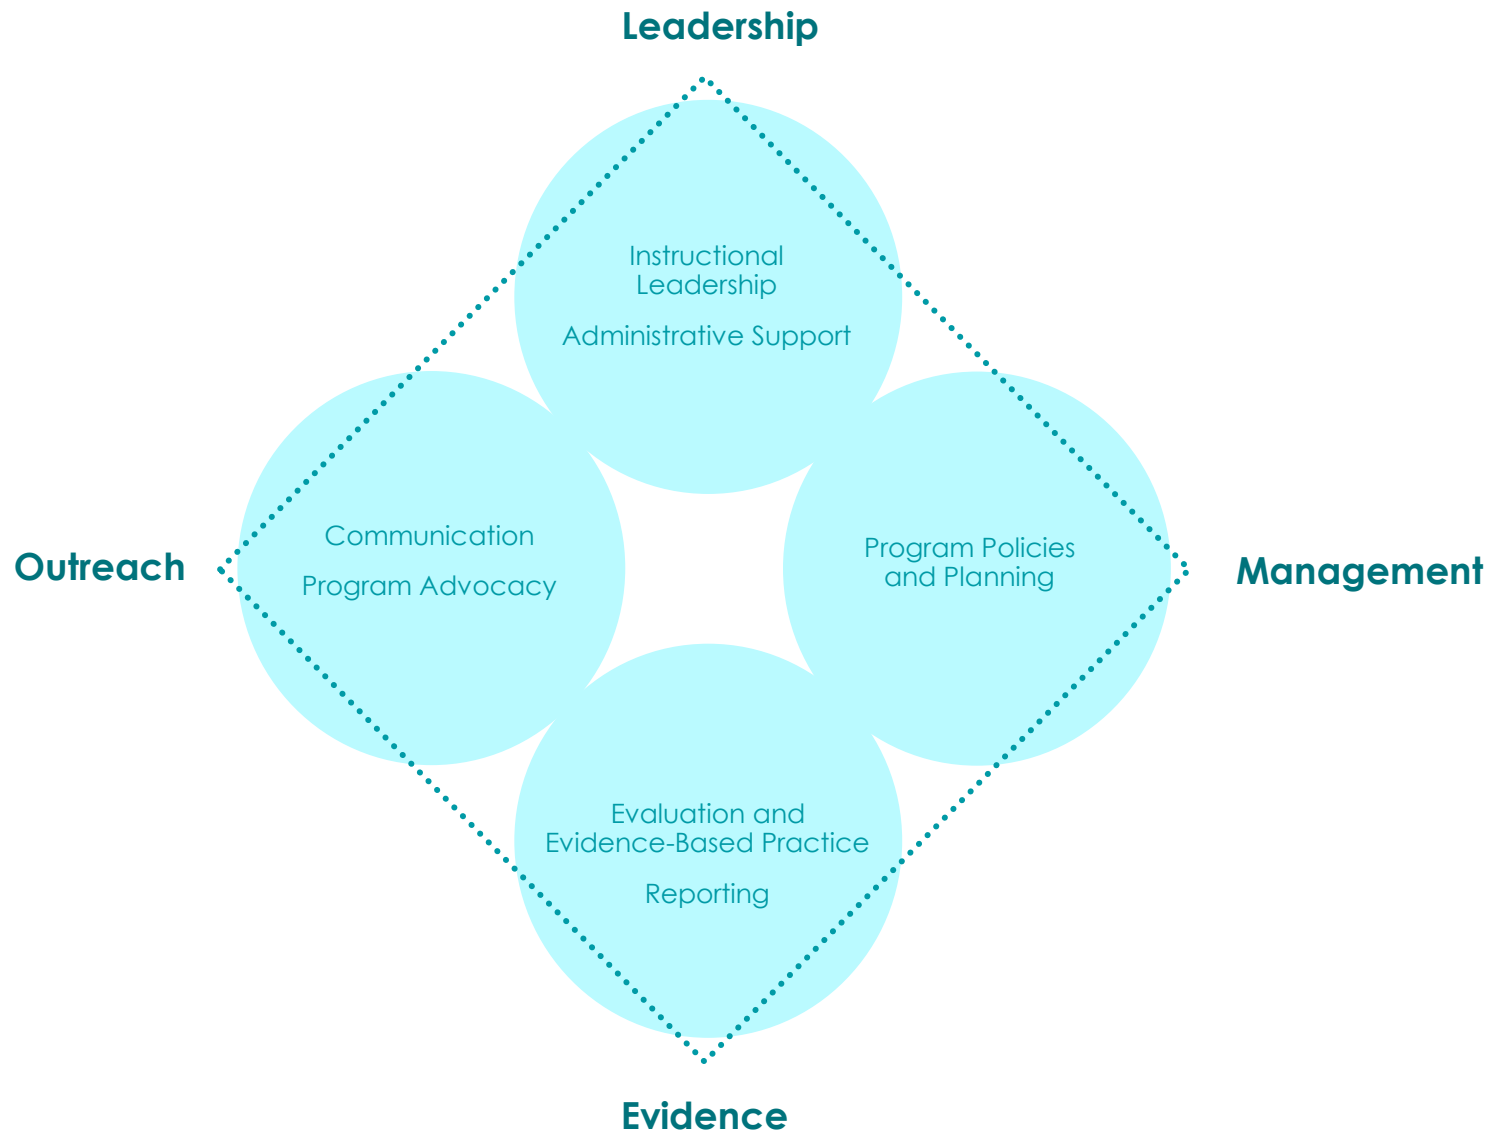 Leadership
Instructional
Leadership
Administrative Support
Outreach
Communication
Program Advocacy
Program Policies
and Planning
Management
Evaluation and
Evidence-Based Practice
Reporting
Evidence